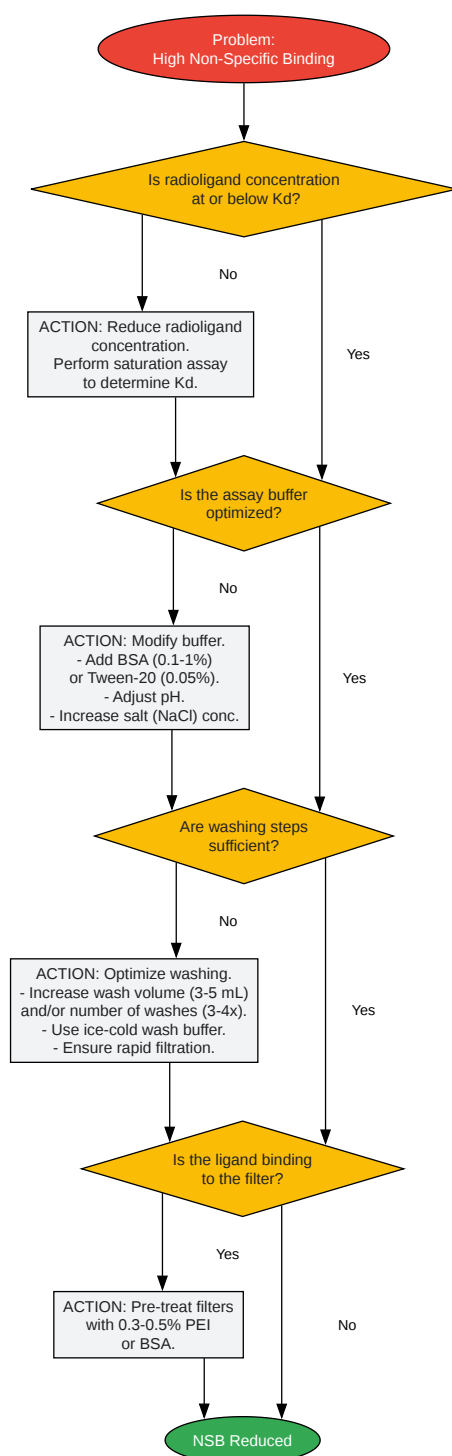 Problem:
High Non-Specific Binding
Is radioligand concentration
at or below Kd?
No
Yes
ACTION: Reduce radioligand
concentration.
Perform saturation assay
to determine Kd.
Is the assay buffer
optimized?
No
Yes
ACTION: Modify buffer.
- Add BSA (0.1-1%)
or Tween-20 (0.05%).
- Adjust pH.
- Increase salt (NaCl) conc.
Are washing steps
sufficient?
No
Yes
ACTION: Optimize washing.
- Increase wash volume (3-5 mL)
and/or number of washes (3-4x).
- Use ice-cold wash buffer.
- Ensure rapid filtration.
Is the ligand binding
to the filter?
Yes
No
ACTION: Pre-treat filters
with 0.3-0.5% PEI
or BSA.
NSB Reduced